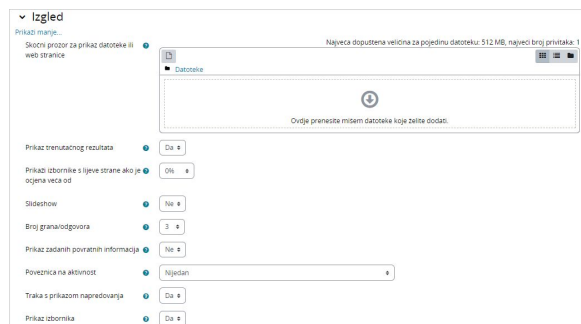 Izgled
Prikaži manje...
Skočni prozor za prikaz datoteke ili
web stranice
Najveća dopuštena veličina za pojedinu datoteku: 512 MB, najveći broj privitaka: 1
Datoteke
Ovdje prenesite mišem datoteke koje želite dodati.
Prikaz trenutačnog rezultata
Da
Prikaži izbornike s lijeve strane ako je
ocjena veća od
0%
Slideshow
Ne
Broj grana/odgovora
3
Prikaz zadanih povratnih informacija
Ne
Poveznica na aktivnost
Nijedan
Traka s prikazom napredovanja
Da
Prikaz izbornika
Da